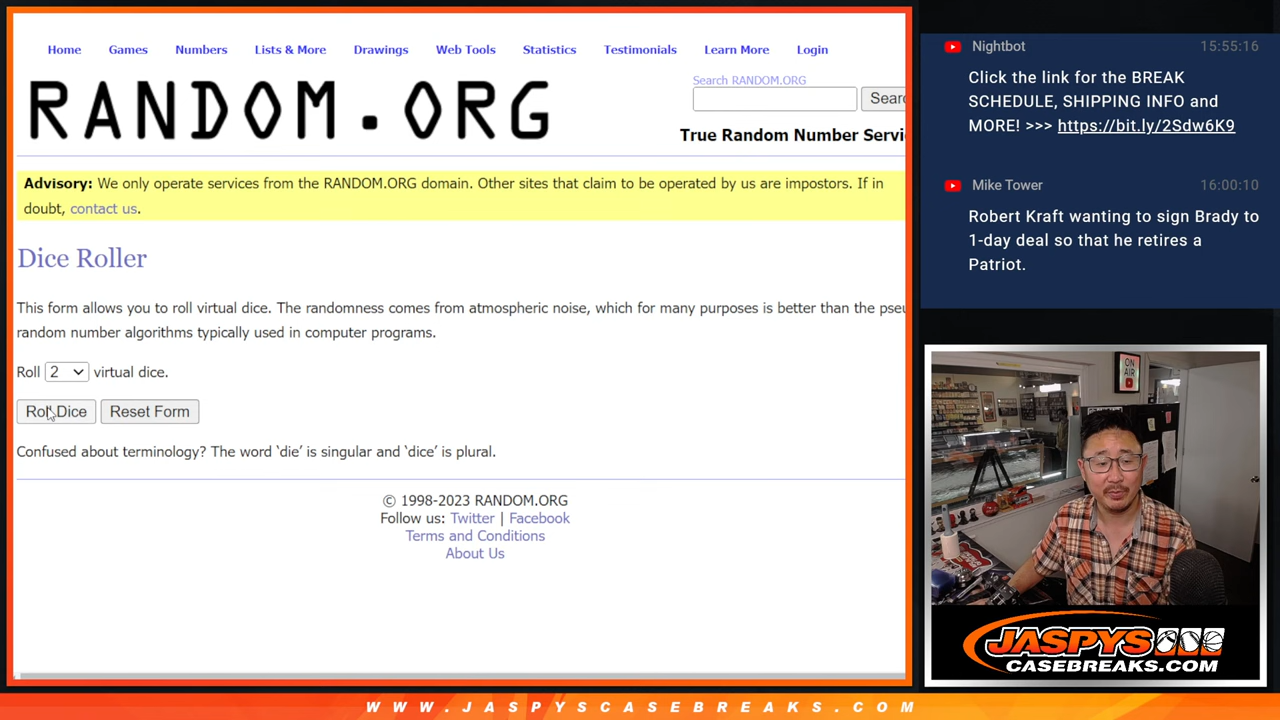 Home Games Numbers Lists & More Drawings Web Tools Statistics Testimonials Learn More Login
RANDOM.ORG
Search RANDOM.ORG
Sear
True Random Number Servi
Advisory: We only operate services from the RANDOM.ORG domain. Other sites that claim to be operated by us are impostors. If in
doubt, contact us.
Dice Roller
This form allows you to roll virtual dice. The randomness comes from atmospheric noise, which for many purposes is better than the pseu
random number algorithms typically used in computer programs.
Roll 2 virtual dice.
Roll Dice Reset Form
Confused about terminology? The word ‘die’ is singular and ‘dice’ is plural.
© 1998-2023 RANDOM.ORG
Follow us: Twitter | Facebook
Terms and Conditions
About Us
Nightbot 15:55:16
Click the link for the BREAK
SCHEDULE, SHIPPING INFO and
MORE! >>> https://bit.ly/2Sdw6K9
Mike Tower 16:00:10
Robert Kraft wanting to sign Brady to
1-day deal so that he retires a
Patriot.
ON
AIR
JASPYS
CASEBREAKS.COM
WWW.JASPYSCASEBREAKS.COM